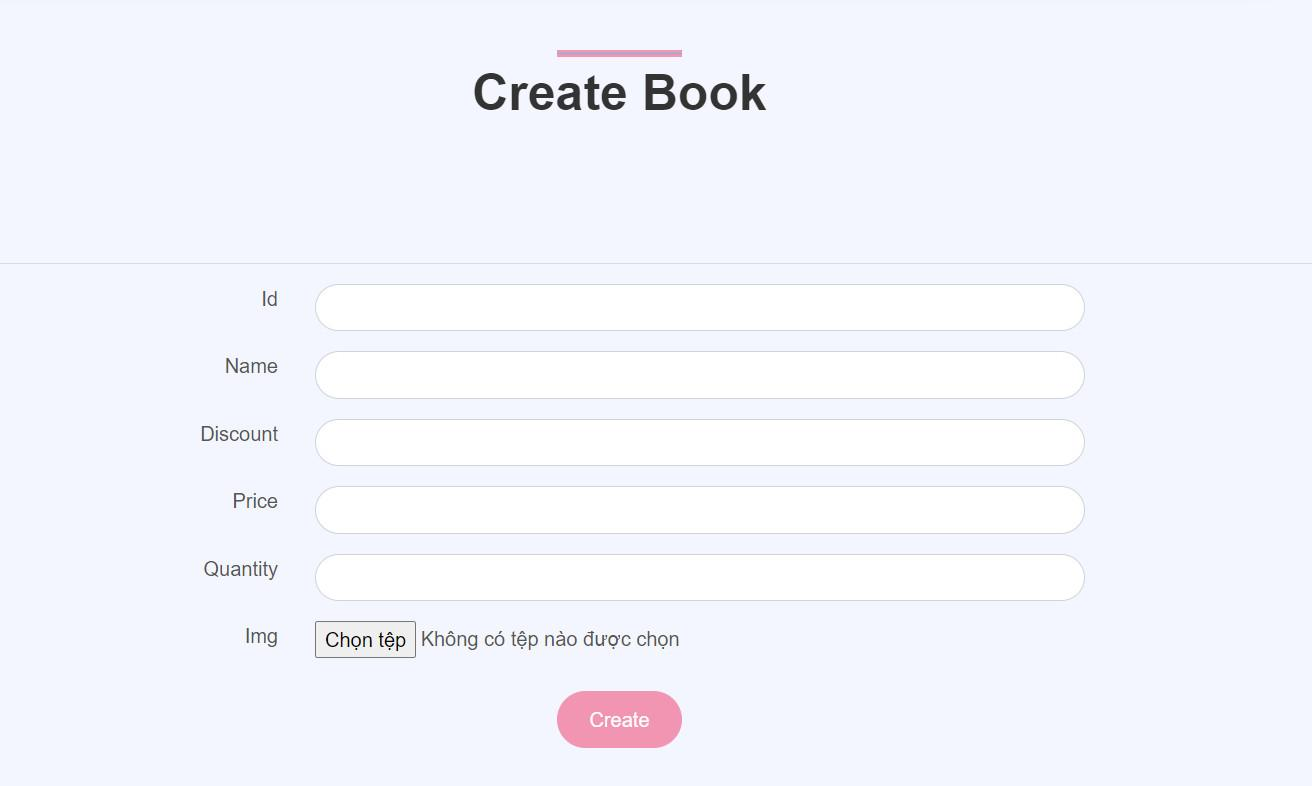 Create Book
Id
Name
Discount
Price
Quantity
Img Chọn tệp Không có tệp nào được chọn
Create